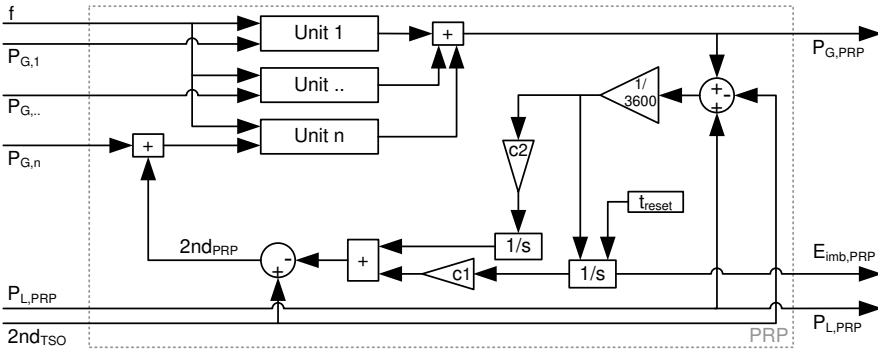 f
P_G,1
P_G,..
P_G,n
Unit 1
Unit ..
Unit n
+
+
P_G,PRP
+
+
-
1/
3600
c2
t_reset
1/s
1/s
c1
+
-
+
2nd_PRP
E_imb,PRP
P_L,PRP
P_L,PRP
2nd_TSO
PRP